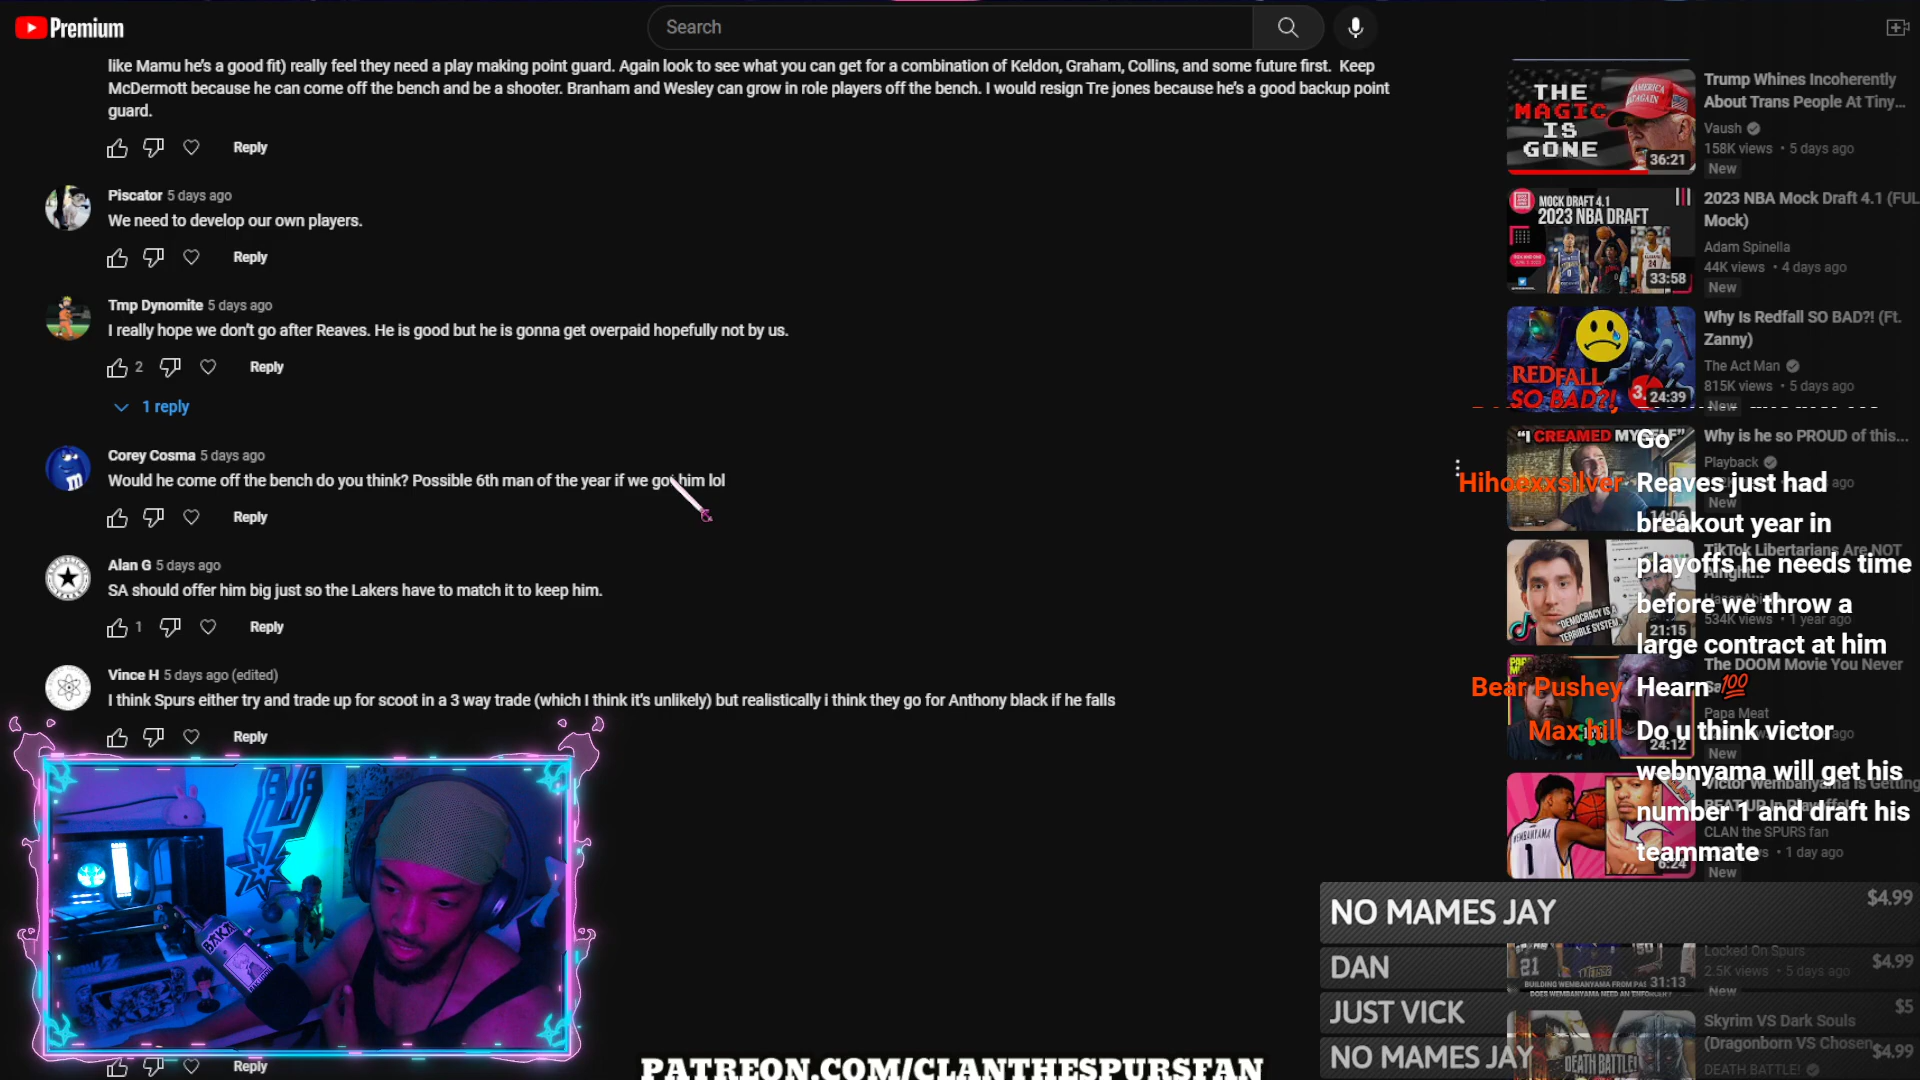 Premium
Search
like Mamu he's a good fit) really feel they need a play making point guard. Again look to see what you can get for a combination of Keldon, Graham, Collins, and some future first. Keep
McDermott because he can come off the bench and be a shooter. Branham and Wesley can grow in role players off the bench. I would resign Tre jones because he's a good backup point
guard.
Reply
Piscator 5 days ago
We need to develop our own players.
Reply
Tmp Dynomite 5 days ago
I really hope we don't go after Reaves. He is good but he is gonna get overpaid hopefully not by us.
2 Reply
1 reply
Corey Cosma 5 days ago
Would he come off the bench do you think? Possible 6th man of the year if we got him lol
Reply
Alan G 5 days ago
SA should offer him big just so the Lakers have to match it to keep him.
1 Reply
Vince H 5 days ago (edited)
I think Spurs either try and trade up for scoot in a 3 way trade (which I think it's unlikely) but realistically i think they go for Anthony black if he falls
Reply
BAKA
Reply
PATREON.COM/CLANTHESPURSFAN
THE
MAGIC
IS
GONE
36:21
Trump Whines Incoherently
About Trans People At Tiny...
Vaush
158K views • 5 days ago
New
MOCK DRAFT 4.1
2023 NBA DRAFT
33:58
2023 NBA Mock Draft 4.1 (FUL
Mock)
Adam Spinella
44K views • 4 days ago
New
REDFALL
SO BAD?!
24:39
Why Is Redfall SO BAD?! (Ft.
Zanny)
The Act Man
815K views • 5 days ago
New
Go
"I CREAMED MYSELF"
14:06
Why is he so PROUD of this...
Playback
ago
New
Hihoexxsilver Reaves just had
breakout year in
playoffs he needs time
before we throw a
large contract at him
"DEMOCRACY IS A
TERRIBLE SYSTEM
21:15
TikTok Libertarians Are NOT
Alright...
HasanAbi
534K views • 1 year ago
Bear Pushey Hearn 💯
Max hill Do u think victor
webnyama will get his
number 1 and draft his
teammate
24:12
The DOOM Movie You Never
Papa Meat
ago
New
WEMBANYAMA
1
6:24
Victor Wembanyama Is Getting
BEAT UP In Playoffs!
CLAN the SPURS fan
• 1 day ago
New
NO MAMES JAY $4.99
DAN $4.99
JUST VICK $5
NO MAMES JAY $4.99
21
31:13
Locked On Spurs
2.5K views • 5 days ago
New
DEATH BATTLE!
Skyrim VS Dark Souls
(Dragonborn VS Chosen
DEATH BATTLE!